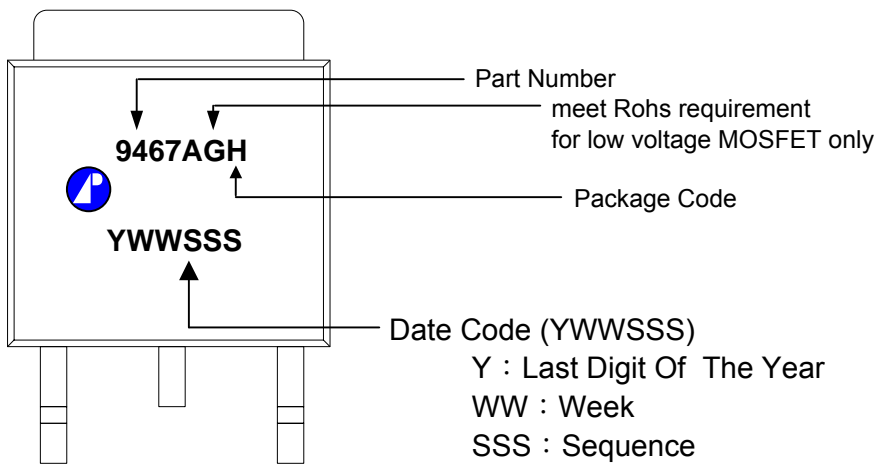 Part Number
meet Rohs requirement
for low voltage MOSFET only
9467AGH
Package Code
YWWSSS
Date Code (YWWSSS)
Y：Last Digit Of The Year
WW：Week
SSS：Sequence